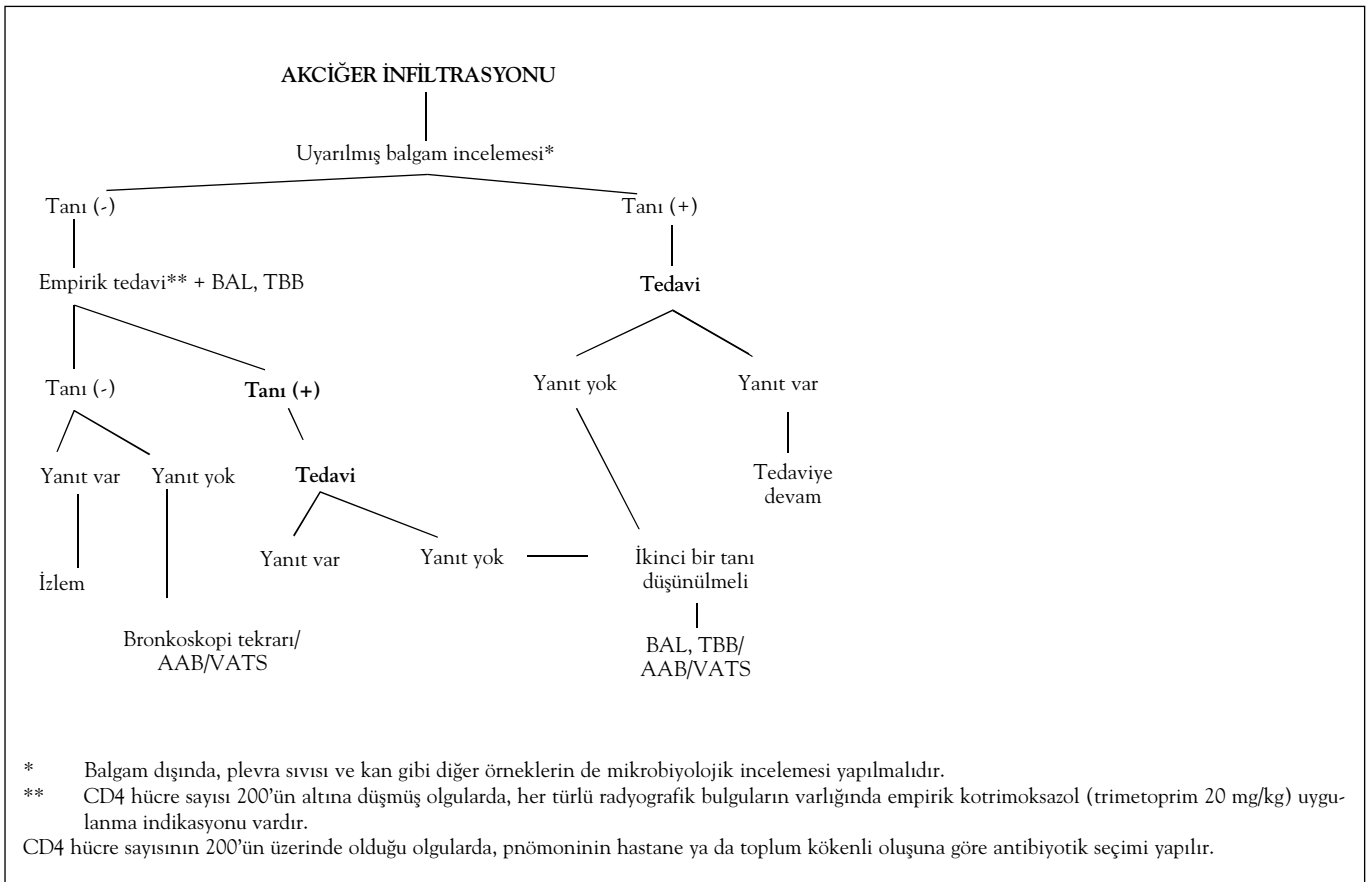 AKCİĞER İNFİLTRASYONU
Uyarılmış balgam incelemesi*
Tanı (-)
Tanı (+)
Empirik tedavi** + BAL, TBB
Tedavi
Tanı (-)
Tanı (+)
Yanıt yok
Yanıt var
Yanıt var
Yanıt yok
Tedavi
Tedaviye
devam
Yanıt var
Yanıt yok
İkinci bir tanı
düşünülmeli
İzlem
Bronkoskopi tekrarı/
AAB/VATS
BAL, TBB/
AAB/VATS
* Balgam dışında, plevra sıvısı ve kan gibi diğer örneklerin de mikrobiyolojik incelemesi yapılmalıdır.
** CD4 hücre sayısı 200'ün altına düşmüş olgularda, her türlü radyografik bulguların varlığında empirik kotrimoksazol (trimetoprim 20 mg/kg) uygu-
lanma indikasyonu vardır.
CD4 hücre sayısının 200'ün üzerinde olduğu olgularda, pnömoninin hastane ya da toplum kökenli oluşuna göre antibiyotik seçimi yapılır.